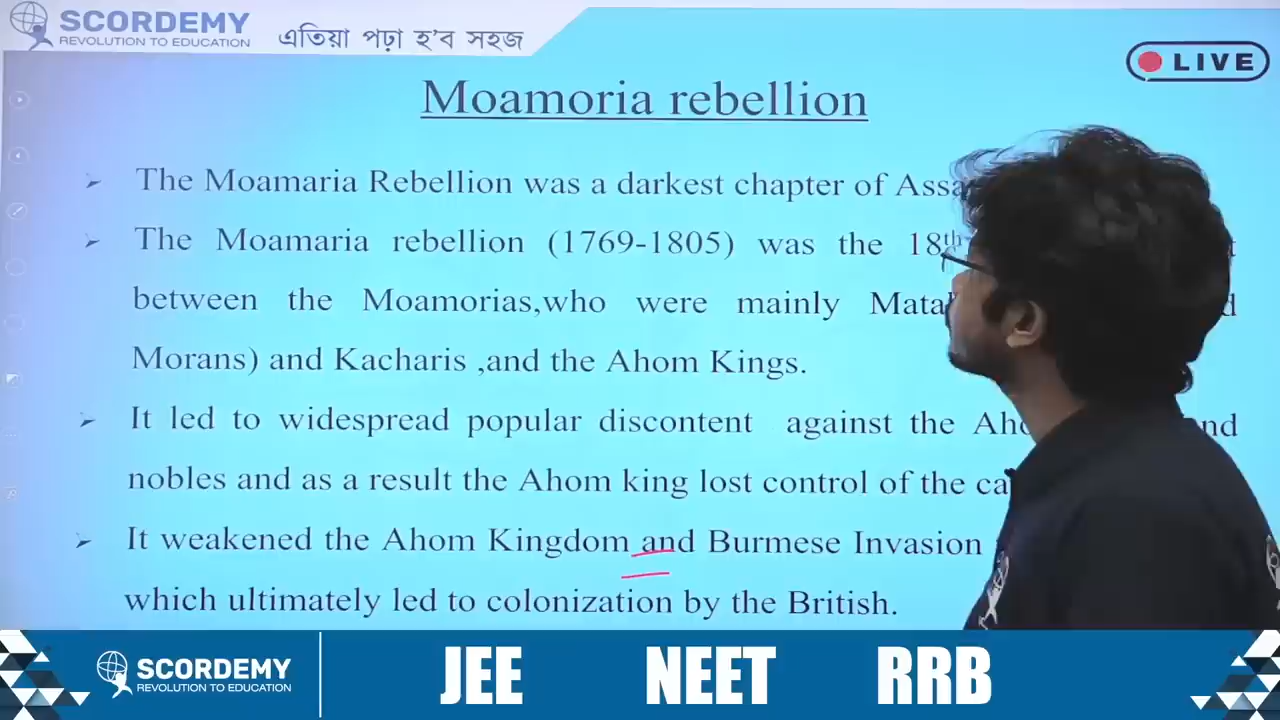 SCORDEMY
REVOLUTION TO EDUCATION
এতিয়া পঢ়া হ'ব সহজ
LIVE
Moamoria rebellion
The Moamaria Rebellion was a darkest chapter of
The Moamaria rebellion (1769-1805) was the 18th
between the Moamorias,who were mainly
Morans) and Kacharis ,and the Ahom Kings.
It led to widespread popular discontent against the
nobles and as a result the Ahom king lost control of the
It weakened the Ahom Kingdom and Burmese Invasion
which ultimately led to colonization by the British.
SCORDEMY
REVOLUTION TO EDUCATION
JEE NEET RRB